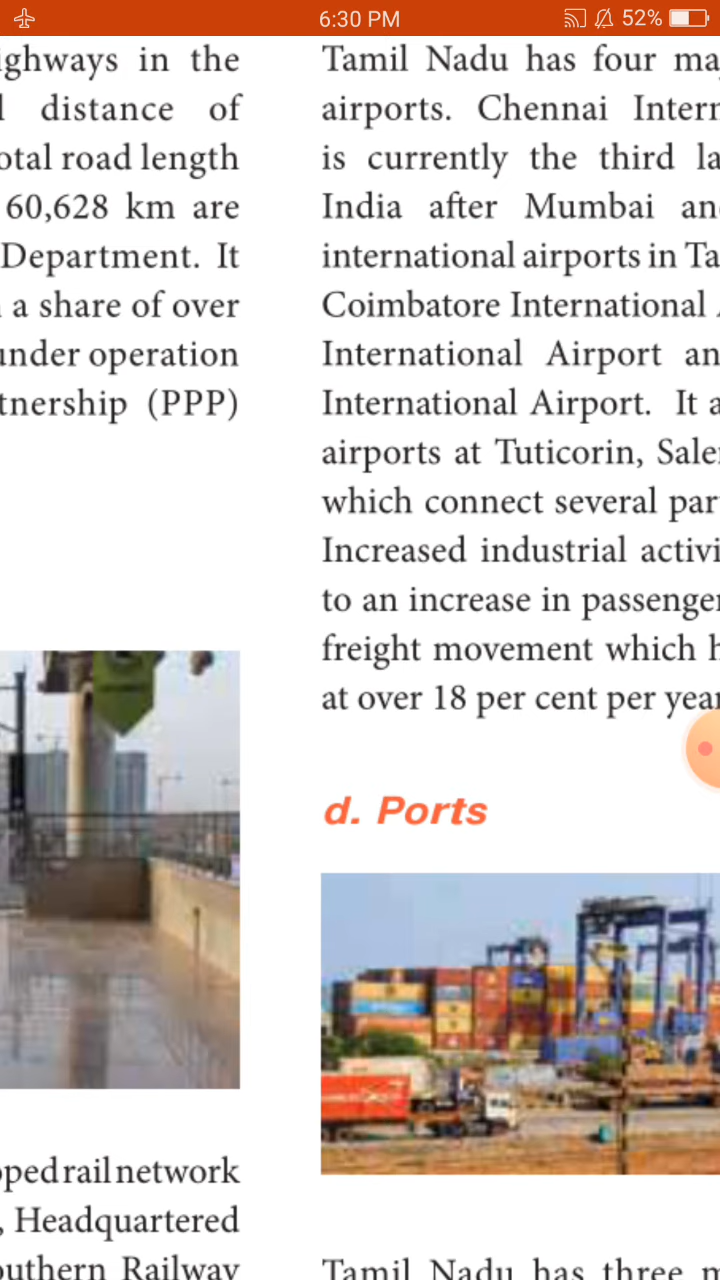 6:30 PM
52%
ighways in the
distance of
otal road length
60,628 km are
Department. It
a share of over
under operation
tnership (PPP)
ped rail network
, Headquartered
outhern Railway
Tamil Nadu has four ma
airports. Chennai Intern
is currently the third la
India after Mumbai an
international airports in Ta
Coimbatore International
International Airport an
International Airport. It a
airports at Tuticorin, Sale
which connect several par
Increased industrial activi
to an increase in passenger
freight movement which h
at over 18 per cent per year
d. Ports
Tamil Nadu has three m